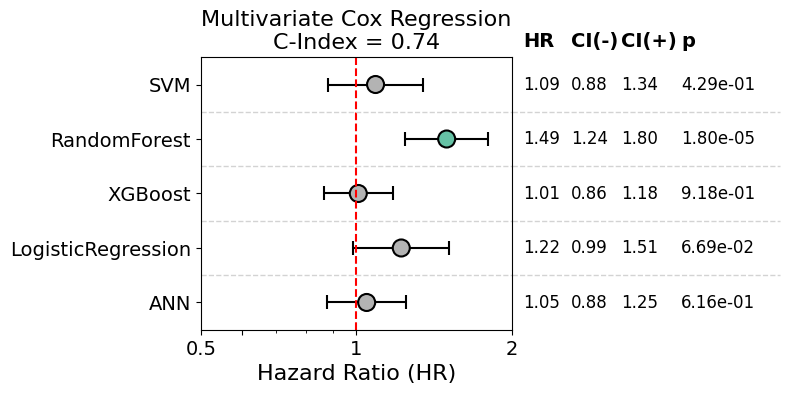 Multivariate Cox Regression
C-Index = 0.74
HR CI(-) CI(+) p
SVM 1.09 0.88 1.34 4.29e-01
RandomForest 1.49 1.24 1.80 1.80e-05
XGBoost 1.01 0.86 1.18 9.18e-01
LogisticRegression 1.22 0.99 1.51 6.69e-02
ANN 1.05 0.88 1.25 6.16e-01
0.5 1 2
Hazard Ratio (HR)